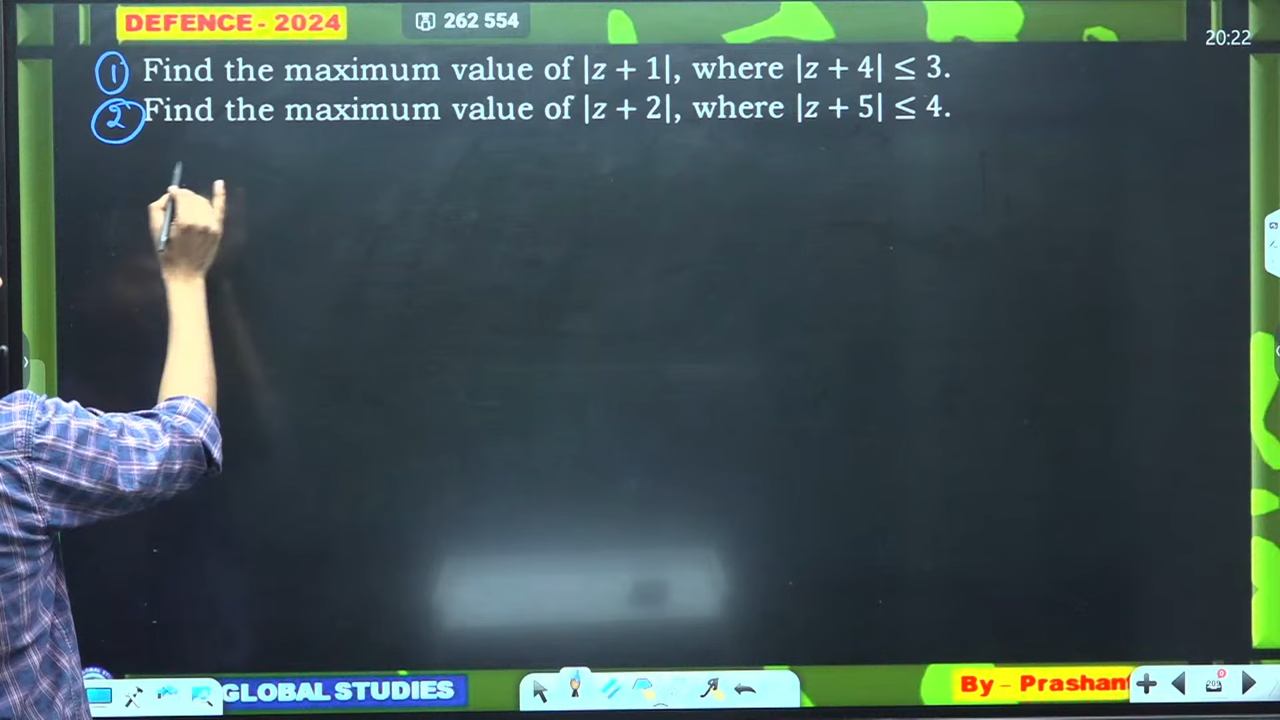 DEFENCE - 2024
262 554
20:22
① Find the maximum value of |z + 1|, where |z + 4| ≤ 3.
② Find the maximum value of |z + 2|, where |z + 5| ≤ 4.
GLOBAL STUDIES
By - Prashant